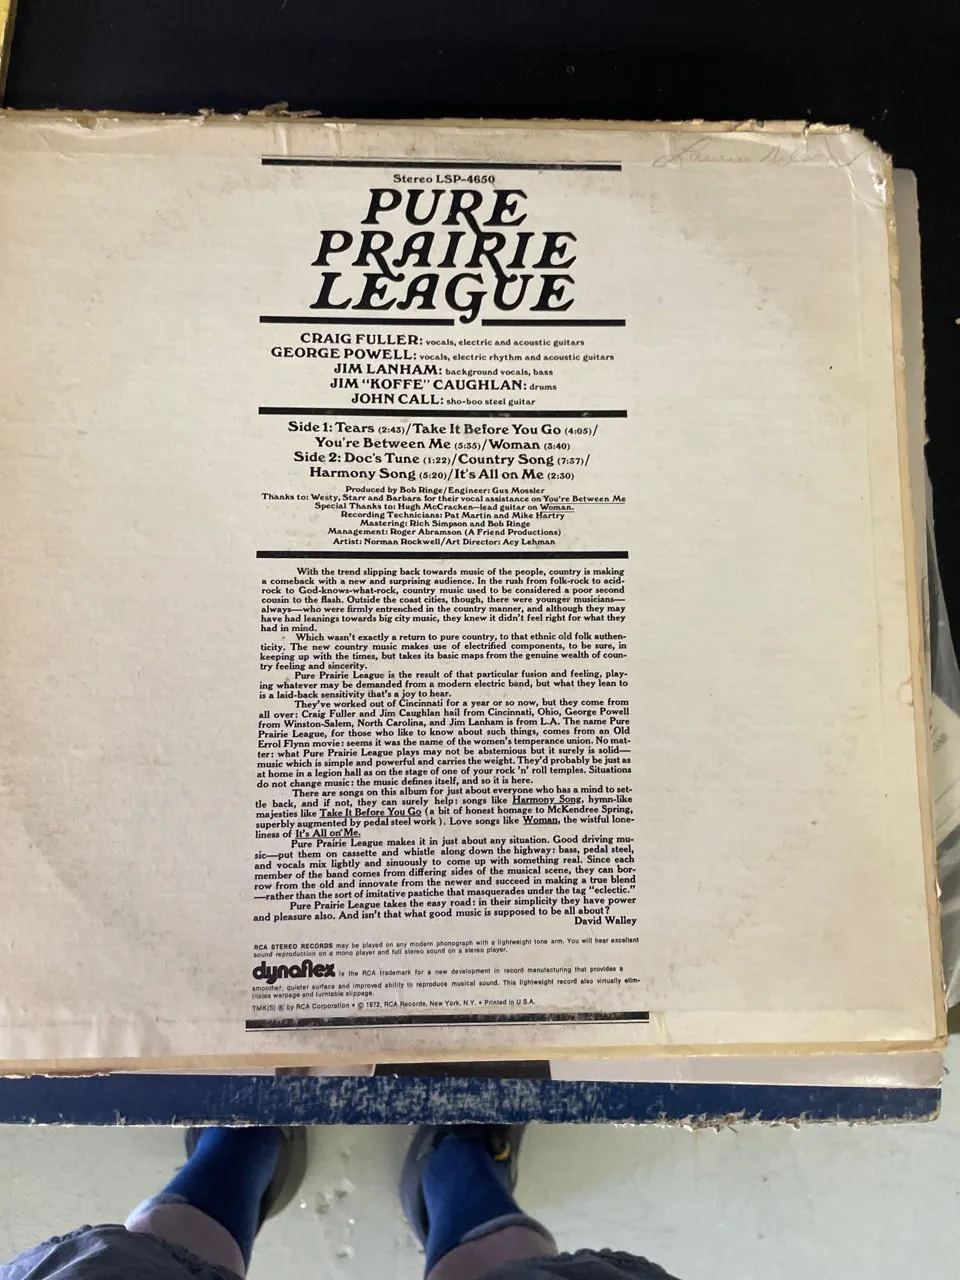 Laurie Nelson
Stereo LSP-4650
PURE
PRAIRIE
LEAGUE
CRAIG FULLER: vocals, electric and acoustic guitars
GEORGE POWELL: vocals, electric rhythm and acoustic guitars
JIM LANHAM: background vocals, bass
JIM "KOFFE" CAUGHLAN: drums
JOHN CALL: sho-boo steel guitar
Side 1: Tears (2:43)/Take It Before You Go (4:05)/
You're Between Me (5:35)/Woman (3:40)
Side 2: Doc's Tune (1:22)/Country Song (7:37)/
Harmony Song (5:20)/It's All on Me (2:30)
Produced by Bob Ringe/Engineer: Gus Mossler
Thanks to: Westy, Starr and Barbara for their vocal assistance on You're Between Me
Special Thanks to: Hugh McCracken—lead guitar on Woman.
Recording Technicians: Pat Martin and Mike Hartry
Mastering: Rich Simpson and Bob Ringe
Management: Roger Abramson (A Friend Productions)
Artist: Norman Rockwell/Art Director: Acy Lehman
With the trend slipping back towards music of the people, country is making
a comeback with a new and surprising audience. In the rush from folk-rock to acid-
rock to God-knows-what-rock, country music used to be considered a poor second
cousin to the flash. Outside the coast cities, though, there were younger musicians—
always—who were firmly entrenched in the country manner, and although they may
have had leanings towards big city music, they knew it didn't feel right for what they
had in mind.
Which wasn't exactly a return to pure country, to that ethnic old folk authen-
ticity. The new country music makes use of electrified components, to be sure, in
keeping up with the times, but takes its basic maps from the genuine wealth of coun-
try feeling and sincerity.
Pure Prairie League is the result of that particular fusion and feeling, play-
ing whatever may be demanded from a modern electric band, but what they lean to
is a laid-back sensitivity that's a joy to hear.
They've worked out of Cincinnati for a year or so now, but they come from
all over: Craig Fuller and Jim Caughlan hail from Cincinnati, Ohio, George Powell
from Winston-Salem, North Carolina, and Jim Lanham is from L.A. The name Pure
Prairie League, for those who like to know about such things, comes from an Old
Errol Flynn movie: seems it was the name of the women's temperance union. No mat-
ter: what Pure Prairie League plays may not be abstemious but it surely is solid—
music which is simple and powerful and carries the weight. They'd probably be just as
at home in a legion hall as on the stage of one of your rock 'n' roll temples. Situations
do not change music: the music defines itself, and so it is here.
There are songs on this album for just about everyone who has a mind to set-
tle back, and if not, they can surely help: songs like Harmony Song, hymn-like
majesties like Take It Before You Go (a bit of honest homage to McKendree Spring,
superbly augmented by pedal steel work). Love songs like Woman, the wistful lone-
liness of It's All on Me.
Pure Prairie League makes it in just about any situation. Good driving mu-
sic—put them on cassette and whistle along down the highway: bass, pedal steel,
and vocals mix lightly and sinuously to come up with something real. Since each
member of the band comes from differing sides of the musical scene, they can bor-
row from the old and innovate from the newer and succeed in making a true blend
—rather than the sort of imitative pastiche that masquerades under the tag "eclectic."
Pure Prairie League takes the easy road: in their simplicity they have power
and pleasure also. And isn't that what good music is supposed to be all about?
David Walley
RCA STEREO RECORDS may be played on any modern phonograph with a lightweight tone arm. You will hear excellent
sound reproduction on a mono player and full stereo sound on a stereo player.
dynaflex is the RCA trademark for a new development in record manufacturing that provides a
smoother, quieter surface and improved ability to reproduce musical sound. This lightweight record also virtually elim-
inates warpage and turntable slippage.
TMK(S) ® by RCA Corporation • © 1972, RCA Records, New York, N.Y. • Printed in U.S.A.